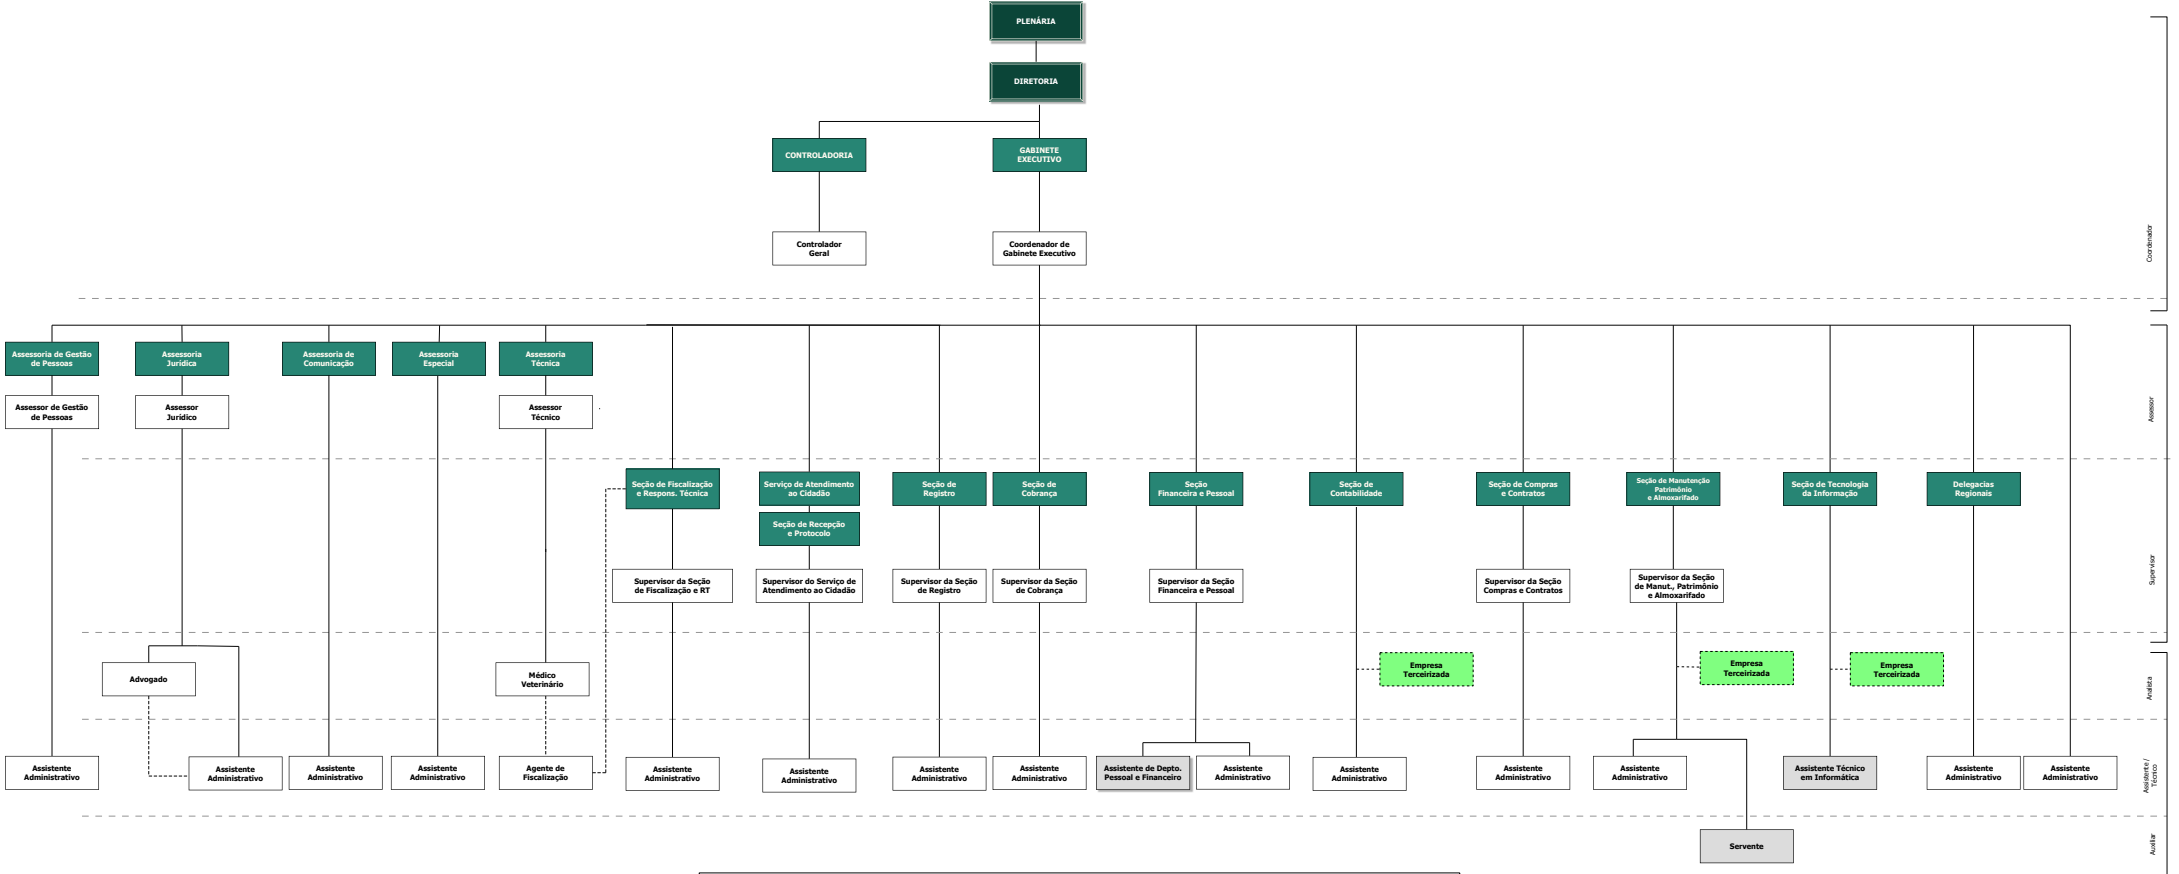 PLENÁRIA
DIRETORIA
CONTROLADORIA
GABINETE
EXECUTIVO
Controlador
Geral
Coordenador de
Gabinete Executivo
Coordenador
Assessoria de Gestão
de Pessoas
Assessoria
Jurídica
Assessoria de
Comunicação
Assessoria
Especial
Assessoria
Técnica
Assessor de Gestão
de Pessoas
Assessor
Jurídico
Assessor
Técnico
Assessor
Seção de Fiscalização
e Respons. Técnica
Serviço de Atendimento
ao Cidadão
Seção de Recepção
e Protocolo
Seção de
Registro
Seção de
Cobrança
Seção
Financeira e Pessoal
Seção de
Contabilidade
Seção de Compras
e Contratos
Seção de Manutenção
Patrimônio
e Almoxarifado
Seção de Tecnologia
da Informação
Delegacias
Regionais
Supervisor da Seção
de Fiscalização e RT
Supervisor do Serviço de
Atendimento ao Cidadão
Supervisor da Seção
de Registro
Supervisor da Seção
de Cobrança
Supervisor da Seção
Financeira e Pessoal
Supervisor da Seção
Compras e Contratos
Supervisor da Seção
de Manut., Patrimônio
e Almoxarifado
Supervisor
Advogado
Médico
Veterinário
Empresa
Terceirizada
Empresa
Terceirizada
Empresa
Terceirizada
Analista
Assistente
Administrativo
Assistente
Administrativo
Assistente
Administrativo
Assistente
Administrativo
Agente de
Fiscalização
Assistente
Administrativo
Assistente
Administrativo
Assistente
Administrativo
Assistente
Administrativo
Assistente de Depto.
Pessoal e Financeiro
Assistente
Administrativo
Assistente
Administrativo
Assistente
Administrativo
Assistente
Administrativo
Assistente Técnico
em Informática
Assistente
Administrativo
Assistente
Administrativo
Assistente /
Técnico
Servente
Auxiliar